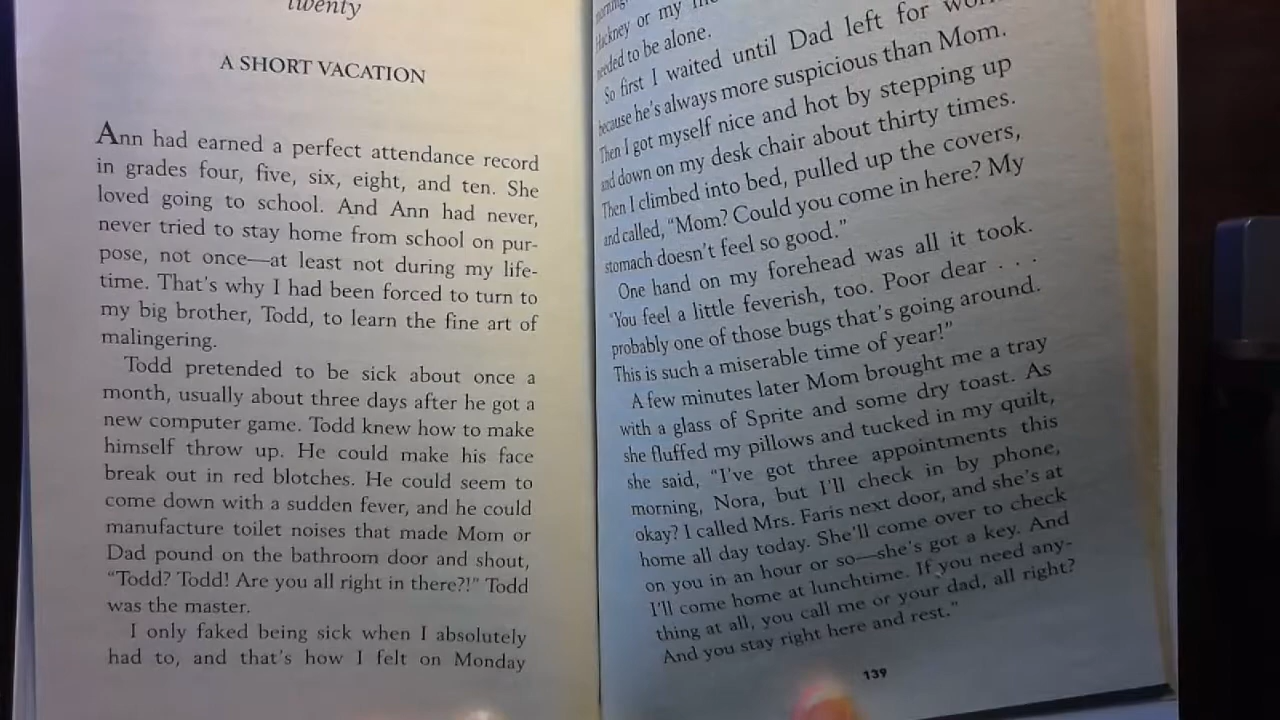 twenty
A SHORT VACATION
Ann had earned a perfect attendance record
in grades four, five, six, eight, and ten. She
loved going to school. And Ann had never,
never tried to stay home from school on pur-
pose, not once—at least not during my life-
time. That's why I had been forced to turn to
my big brother, Todd, to learn the fine art of
malingering.
Todd pretended to be sick about once a
month, usually about three days after he got a
new computer game. Todd knew how to make
himself throw up. He could make his face
break out in red blotches. He could seem to
come down with a sudden fever, and he could
manufacture toilet noises that made Mom or
Dad pound on the bathroom door and shout,
"Todd? Todd! Are you all right in there?!" Todd
was the master.
I only faked being sick when I absolutely
had to, and that's how I felt on Monday
morning.
Hackney or my
needed to be alone.
So first I waited until Dad left for work
because he's always more suspicious than Mom.
Then I got myself nice and hot by stepping up
and down on my desk chair about thirty times.
Then I climbed into bed, pulled up the covers,
and called, "Mom? Could you come in here? My
stomach doesn't feel so good."
One hand on my forehead was all it took.
"You feel a little feverish, too. Poor dear . . .
probably one of those bugs that's going around.
This is such a miserable time of year!"
A few minutes later Mom brought me a tray
with a glass of Sprite and some dry toast. As
she fluffed my pillows and tucked in my quilt,
she said, "I've got three appointments this
morning, Nora, but I'll check in by phone,
okay? I called Mrs. Faris next door, and she's at
home all day today. She'll come over to check
on you in an hour or so—she's got a key. And
I'll come home at lunchtime. If you need any-
thing at all, you call me or your dad, all right?
And you stay right here and rest."
139